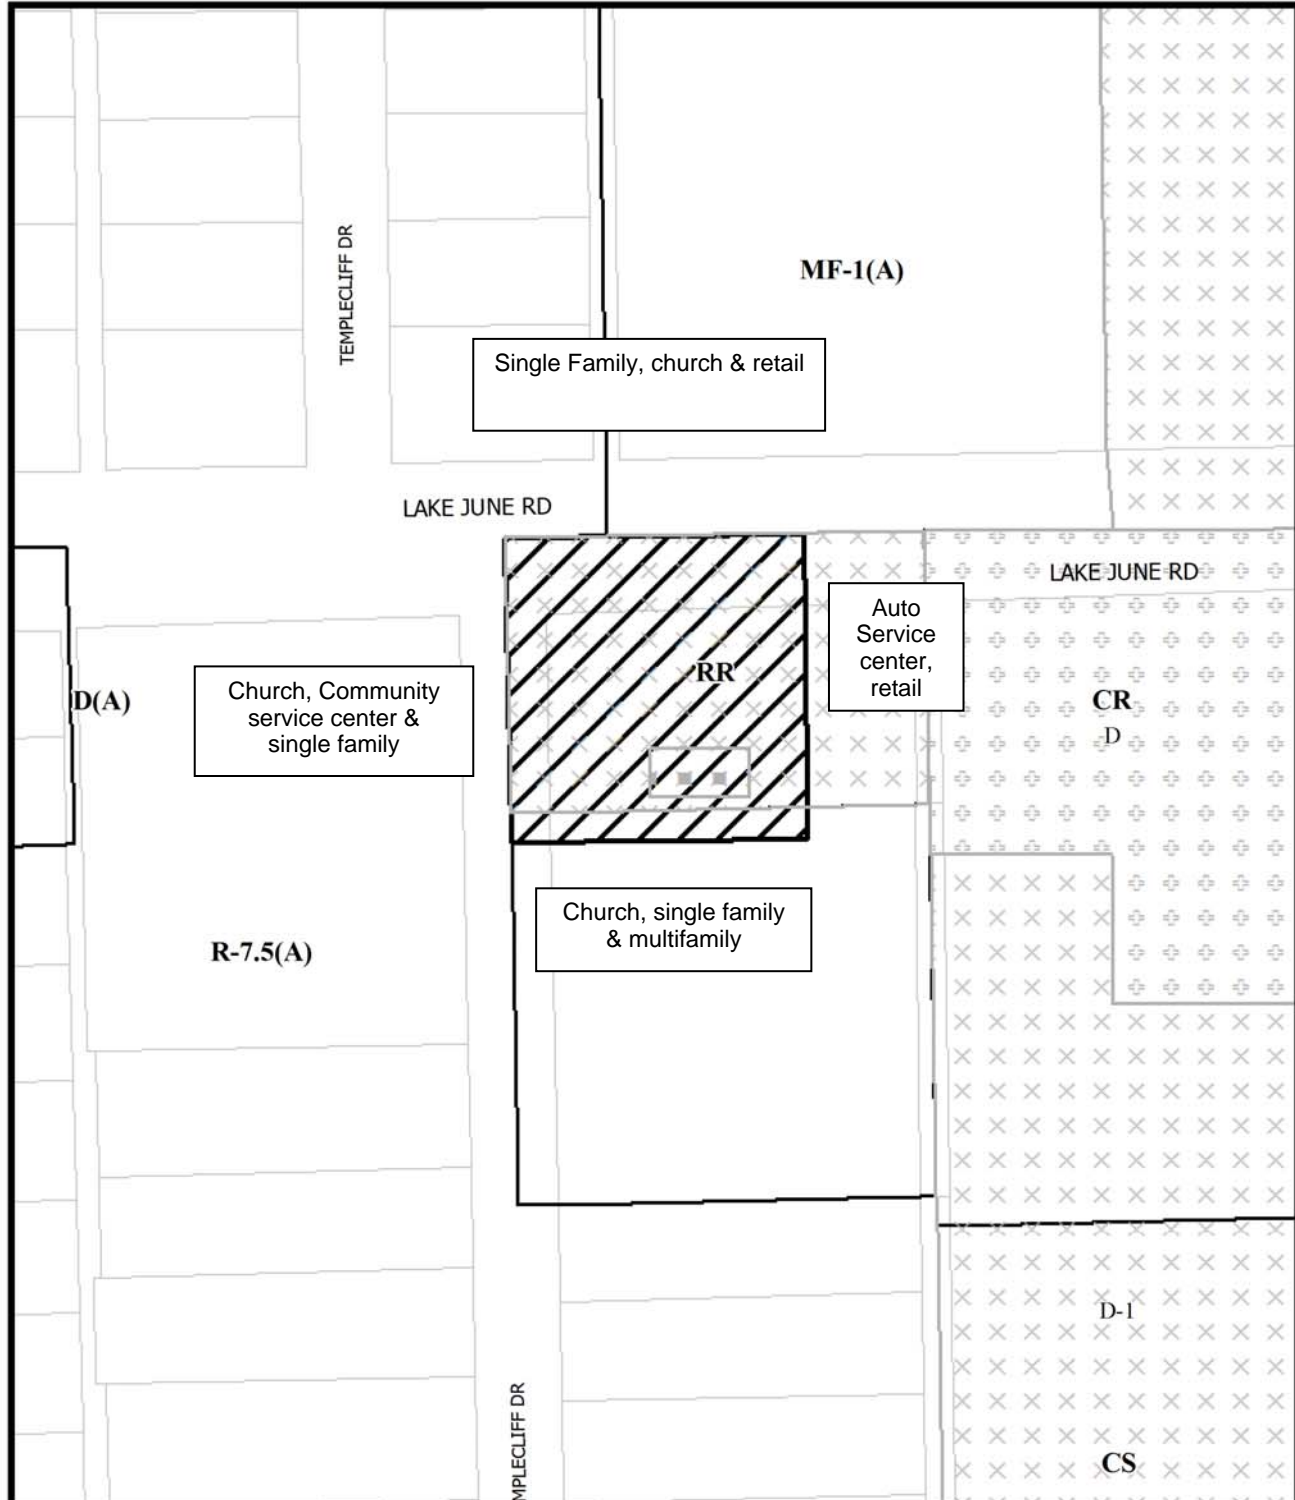 TEMPLECLIFF DR
MF-1(A)
Single Family, church & retail
LAKE JUNE RD
LAKE JUNE RD
Auto
Service
center,
retail
RR
D(A)
Church, Community
service center &
single family
CR
D
Church, single family
& multifamily
R-7.5(A)
D-1
MPLECLIFF DR
CS